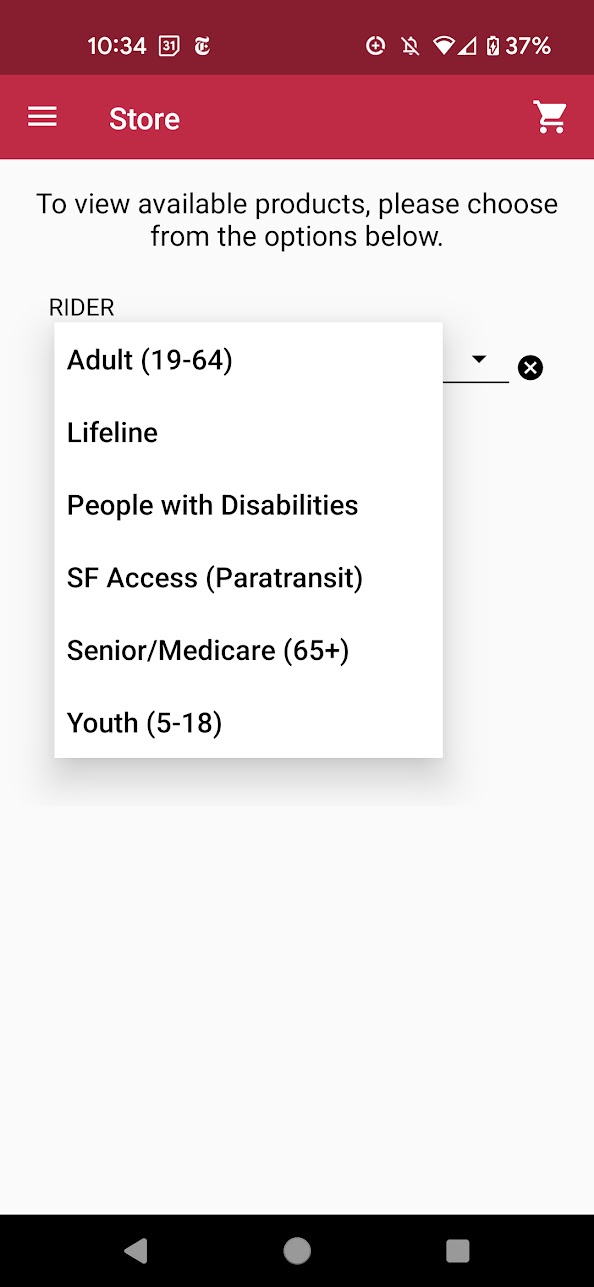 10:34 31 37%
Store
To view available products, please choose
from the options below.
RIDER
Adult (19-64)
Lifeline
People with Disabilities
SF Access (Paratransit)
Senior/Medicare (65+)
Youth (5-18)